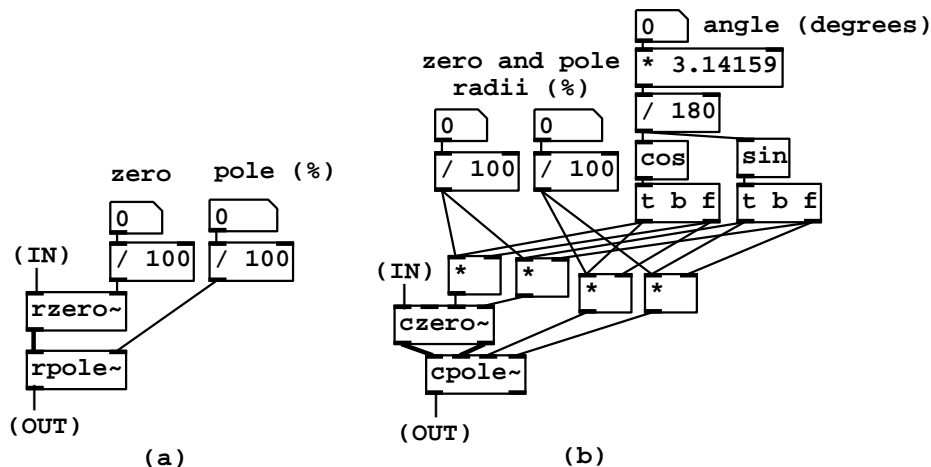 zero
pole (%)
0
0
(IN)
/ 100
/ 100
rzero~
rpole~
(OUT)
(a)
0
angle (degrees)
* 3.14159
zero and pole
radii (%)
/ 180
0
0
cos
sin
/ 100
/ 100
t b f
t b f
(IN)
*
*
*
*
czero~
cpole~
(OUT)
(b)